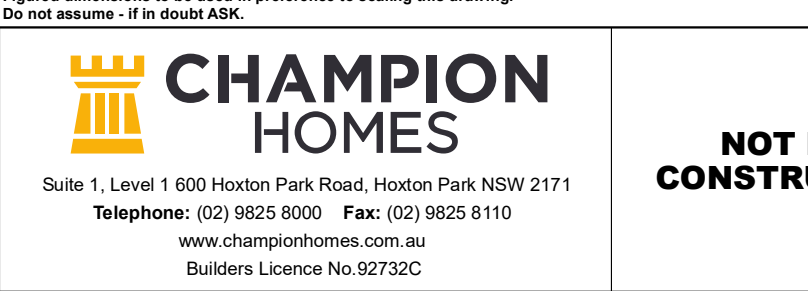 Do not assume - if in doubt ASK.
CHAMPION
HOMES
Suite 1, Level 1 600 Hoxton Park Road, Hoxton Park NSW 2171
Telephone: (02) 9825 8000 Fax: (02) 9825 8110
www.championhomes.com.au
Builders Licence No.92732C
NOT